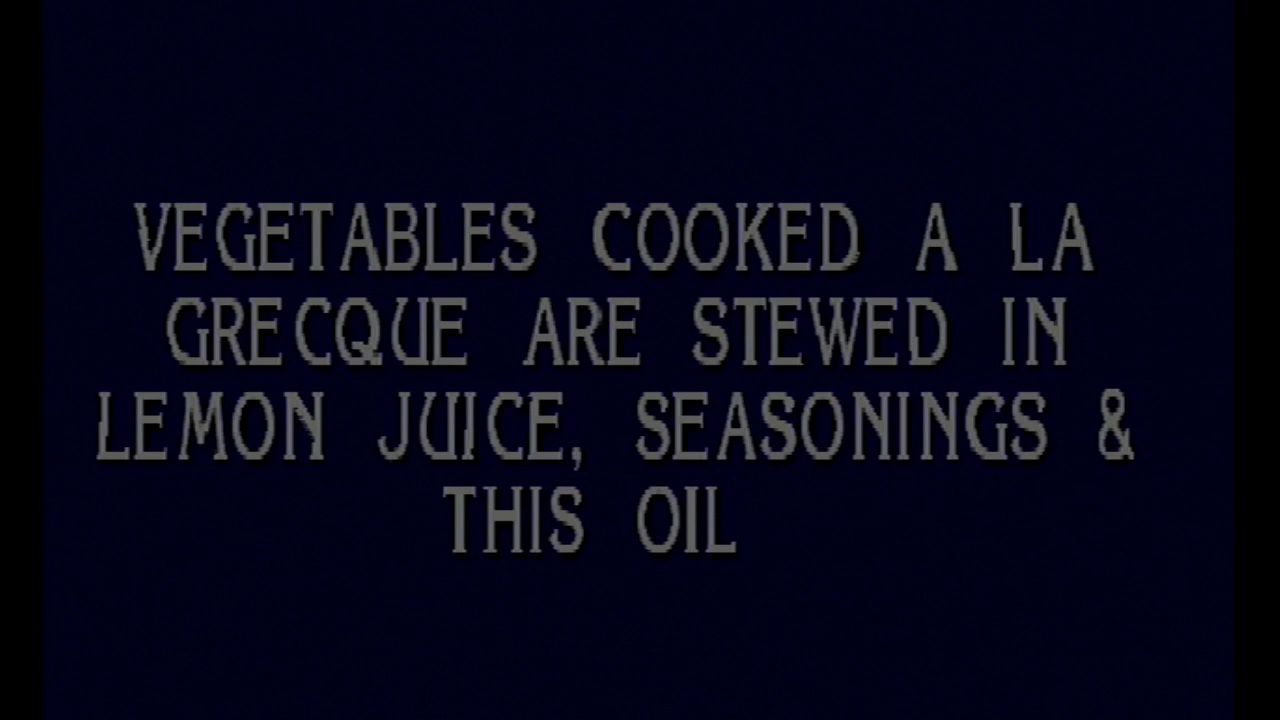 VEGETABLES COOKED A LA
GRECQUE ARE STEWED IN
LEMON JUICE, SEASONINGS &
THIS OIL